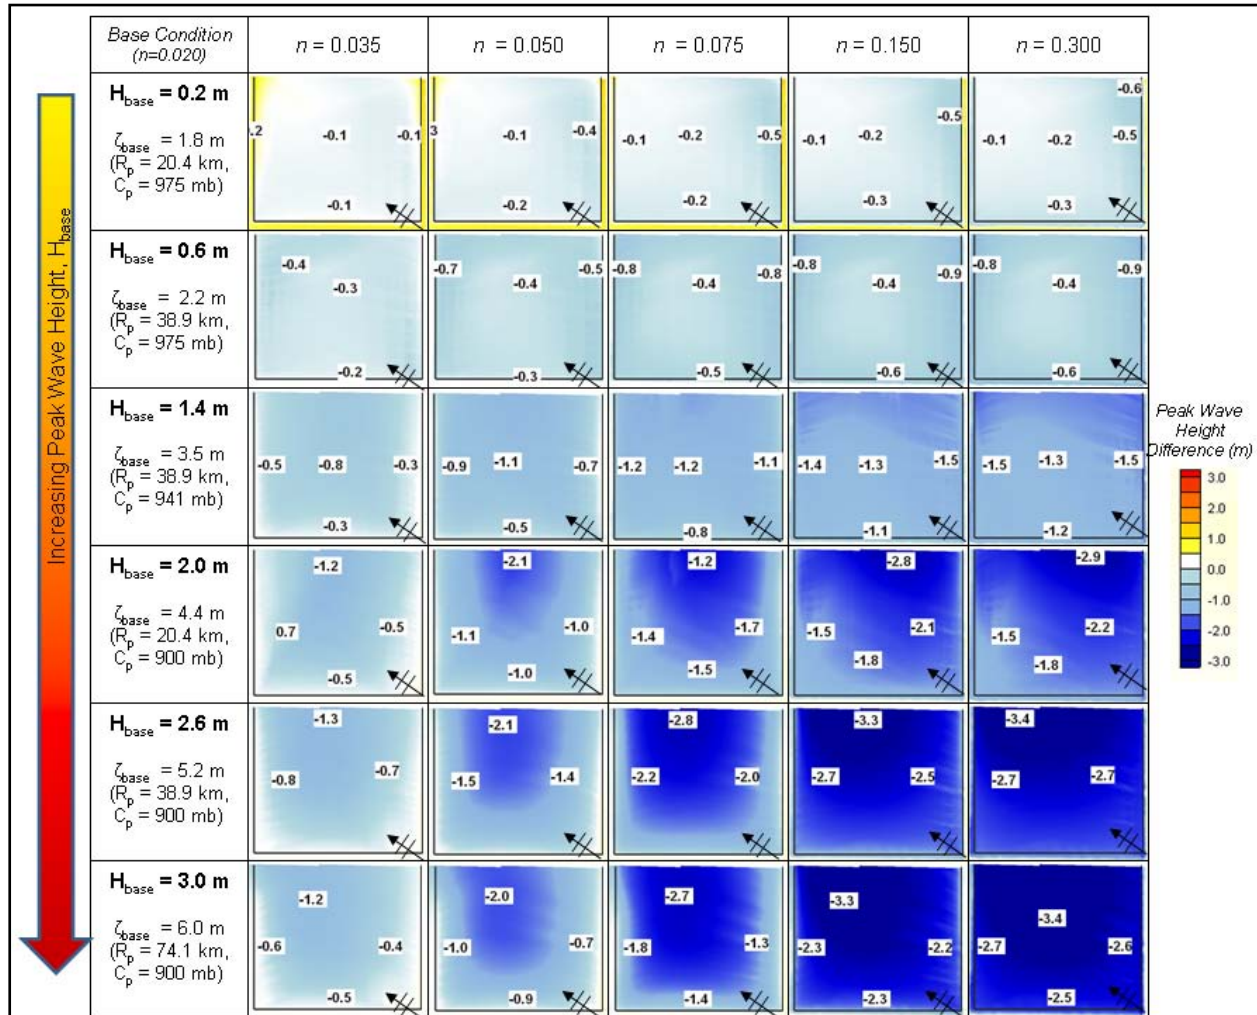 Base Condition
(n=0.020)
n = 0.035
n = 0.050
n = 0.075
n = 0.150
n = 0.300
Increasing Peak Wave Height, Hbase
Hbase = 0.2 m
ζbase = 1.8 m
(Rp = 20.4 km,
Cp = 975 mb)
.2 -0.1 -0.1
-0.1
3 -0.1 -0.4
-0.2
-0.1 -0.2 -0.5
-0.2
-0.5
-0.1 -0.2
-0.3
-0.6
-0.1 -0.2 -0.5
-0.3
Hbase = 0.6 m
ζbase = 2.2 m
(Rp = 38.9 km,
Cp = 975 mb)
-0.4
-0.3
-0.2
-0.7 -0.5
-0.4
-0.3
-0.8 -0.8
-0.4
-0.5
-0.8 -0.9
-0.4
-0.6
-0.8 -0.9
-0.4
-0.6
Hbase = 1.4 m
ζbase = 3.5 m
(Rp = 38.9 km,
Cp = 941 mb)
-0.5 -0.8 -0.3
-0.3
-0.9 -1.1 -0.7
-0.5
-1.2 -1.2 -1.1
-0.8
-1.4 -1.3 -1.5
-1.1
-1.5 -1.3 -1.5
-1.2
Hbase = 2.0 m
ζbase = 4.4 m
(Rp = 20.4 km,
Cp = 900 mb)
-1.2
0.7 -0.5
-0.5
-2.1
-1.1 -1.0
-1.0
-1.2
-1.4 -1.7
-1.5
-2.8
-1.5 -2.1
-1.8
-2.9
-1.5 -2.2
-1.8
Hbase = 2.6 m
ζbase = 5.2 m
(Rp = 38.9 km,
Cp = 900 mb)
-1.3
-0.8 -0.7
-2.1
-1.5 -1.4
-2.8
-2.2 -2.0
-3.3
-2.7 -2.5
-3.4
-2.7 -2.7
Hbase = 3.0 m
ζbase = 6.0 m
(Rp = 74.1 km,
Cp = 900 mb)
-1.2
-0.6 -0.4
-0.5
-2.0
-1.0 -0.7
-0.9
-2.7
-1.8 -1.3
-1.4
-3.3
-2.3 -2.2
-2.3
-3.4
-2.7 -2.6
-2.5
Peak Wave
Height
Difference (m)
3.0
2.0
1.0
0.0
-1.0
-2.0
-3.0